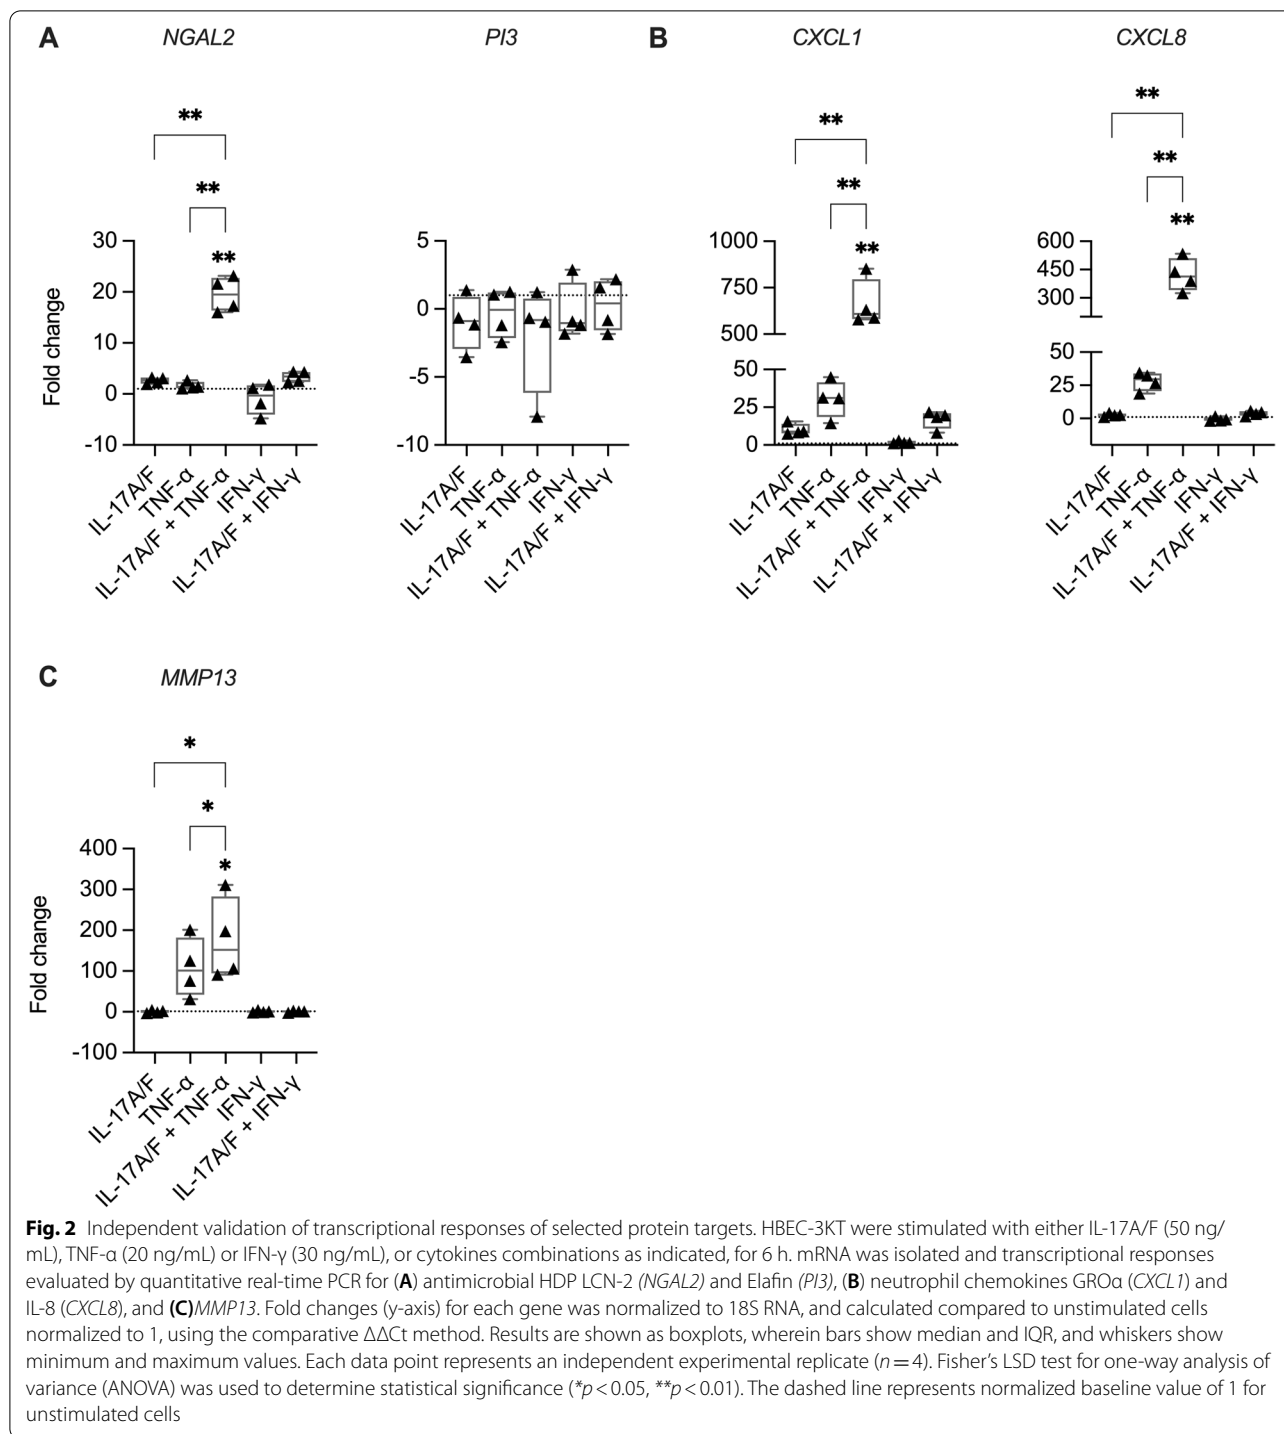 A NGAL2 PI3 B CXCL1 CXCL8
**
**
**
Fold change
30
20
10
0
-10
IL-17A/F
TNF-α
IL-17A/F + TNF-α
IFN-γ
IL-17A/F + IFN-γ
5
0
-5
-10
IL-17A/F
TNF-α
IL-17A/F + TNF-α
IFN-γ
IL-17A/F + IFN-γ
**
**
**
1000
750
500
50
25
0
IL-17A/F
TNF-α
IL-17A/F + TNF-α
IFN-γ
IL-17A/F + IFN-γ
**
**
**
600
450
300
50
25
0
IL-17A/F
TNF-α
IL-17A/F + TNF-α
IFN-γ
IL-17A/F + IFN-γ
C MMP13
*
*
*
Fold change
400
300
200
100
0
-100
IL-17A/F
TNF-α
IL-17A/F + TNF-α
IFN-γ
IL-17A/F + IFN-γ
Fig. 2 Independent validation of transcriptional responses of selected protein targets. HBEC-3KT were stimulated with either IL-17A/F (50 ng/
mL), TNF-α (20 ng/mL) or IFN-γ (30 ng/mL), or cytokines combinations as indicated, for 6 h. mRNA was isolated and transcriptional responses
evaluated by quantitative real-time PCR for (A) antimicrobial HDP LCN-2 (NGAL2) and Elafin (PI3), (B) neutrophil chemokines GROα (CXCL1) and
IL-8 (CXCL8), and (C)MMP13. Fold changes (y-axis) for each gene was normalized to 18S RNA, and calculated compared to unstimulated cells
normalized to 1, using the comparative ΔΔCt method. Results are shown as boxplots, wherein bars show median and IQR, and whiskers show
minimum and maximum values. Each data point represents an independent experimental replicate (n = 4). Fisher's LSD test for one-way analysis of
variance (ANOVA) was used to determine statistical significance (*p < 0.05, **p < 0.01). The dashed line represents normalized baseline value of 1 for
unstimulated cells